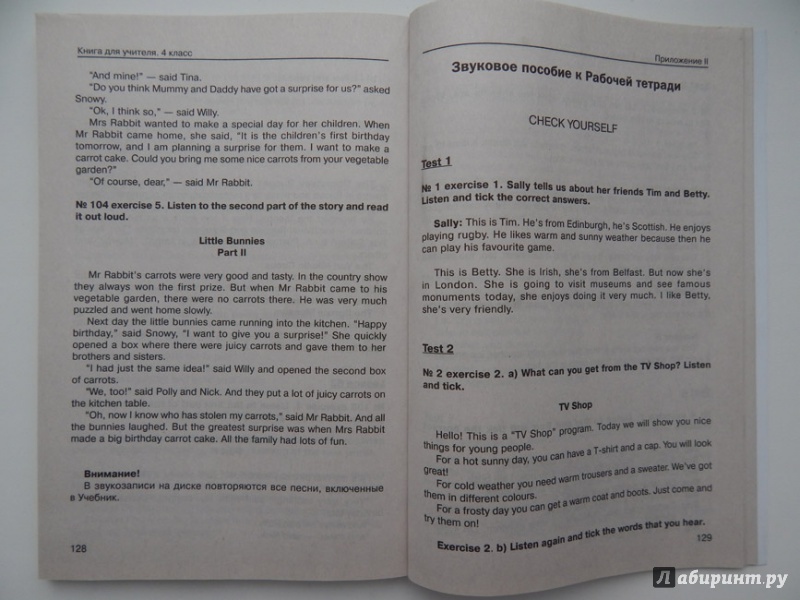 Книга для учителя. 4 класс
“And mine!” — said Tina.
“Do you think Mummy and Daddy have got a surprise for us?” asked
Snowy.
“Ok, I think so,” — said Willy.
Mrs Rabbit wanted to make a special day for her children. When
Mr Rabbit came home, she said, “It is the children's first birthday
tomorrow, and I am planning a surprise for them. I want to make a
carrot cake. Could you bring me some nice carrots from your vegetable
garden?”
“Of course, dear,” — said Mr Rabbit.
№ 104 exercise 5. Listen to the second part of the story and read
it out loud.
Little Bunnies
Part II
Mr Rabbit's carrots were very good and tasty. In the country show
they always won the first prize. But when Mr Rabbit came to his
vegetable garden, there were no carrots there. He was very much
puzzled and went home slowly.
Next day the little bunnies came running into the kitchen. “Happy
birthday,” said Snowy, “I want to give you a surprise!” She quickly
opened a box where there were juicy carrots and gave them to her
brothers and sisters.
“I had just the same idea!” said Willy and opened the second box
of carrots.
“We, too!” said Polly and Nick. And they put a lot of juicy carrots on
the kitchen table.
“Oh, now I know who has stolen my carrots,” said Mr Rabbit. And all
the bunnies laughed. But the greatest surprise was when Mrs Rabbit
made a big birthday carrot cake. All the family had lots of fun.
Внимание!
В звукозаписи на диске повторяются все песни, включенные
в Учебник.
128
Приложение II
Звуковое пособие к Рабочей тетради
CHECK YOURSELF
Test 1
№ 1 exercise 1. Sally tells us about her friends Tim and Betty.
Listen and tick the correct answers.
Sally: This is Tim. He's from Edinburgh, he's Scottish. He enjoys
playing rugby. He likes warm and sunny weather because then he
can play his favourite game.
This is Betty. She is Irish, she's from Belfast. But now she's
in London. She is going to visit museums and see famous
monuments today, she enjoys doing it very much. I like Betty,
she's very friendly.
Test 2
№ 2 exercise 2. a) What can you get from the TV Shop? Listen
and tick.
TV Shop
Hello! This is a “TV Shop” program. Today we will show you nice
things for young people.
For a hot sunny day, you can have a T-shirt and a cap. You will look
great!
For cold weather you need warm trousers and a sweater. We've got
them in different colours.
For a frosty day you can get a warm coat and boots. Just come and
try them on!
Exercise 2. b) Listen again and tick the words that you hear.
129
Лабиринт.ру